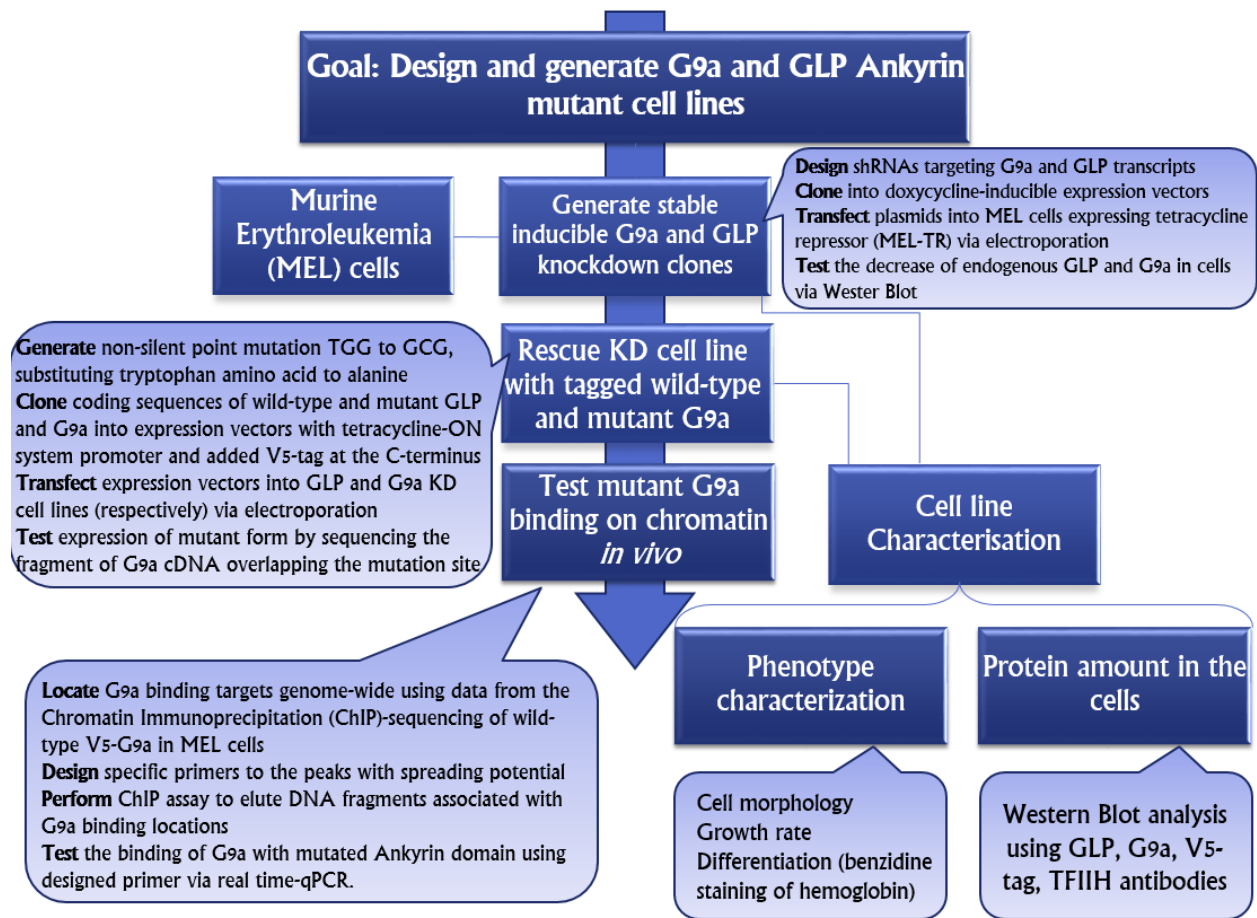 Goal: Design and generate G9a and GLP Ankyrin
mutant cell lines
Murine
Erythroleukemia
(MEL) cells
Generate stable
inducible G9a and GLP
knockdown clones
Design shRNAs targeting G9a and GLP transcripts
Clone into doxycycline-inducible expression vectors
Transfect plasmids into MEL cells expressing tetracycline
repressor (MEL-TR) via electroporation
Test the decrease of endogenous GLP and G9a in cells
via Wester Blot
Generate non-silent point mutation TGG to GCG,
substituting tryptophan amino acid to alanine
Clone coding sequences of wild-type and mutant GLP
and G9a into expression vectors with tetracycline-ON
system promoter and added V5-tag at the C-terminus
Transfect expression vectors into GLP and G9a KD
cell lines (respectively) via electroporation
Test expression of mutant form by sequencing the
fragment of G9a cDNA overlapping the mutation site
Rescue KD cell line
with tagged wild-type
and mutant G9a
Test mutant G9a
binding on chromatin
in vivo
Cell line
Characterisation
Locate G9a binding targets genome-wide using data from the
Chromatin Immunoprecipitation (ChIP)-sequencing of wild-
type V5-G9a in MEL cells
Design specific primers to the peaks with spreading potential
Perform ChIP assay to elute DNA fragments associated with
G9a binding locations
Test the binding of G9a with mutated Ankyrin domain using
designed primer via real time-qPCR.
Phenotype
characterization
Protein amount in the
cells
Cell morphology
Growth rate
Differentiation (benzidine
staining of hemoglobin)
Western Blot analysis
using GLP, G9a, V5-
tag, TFIIH antibodies